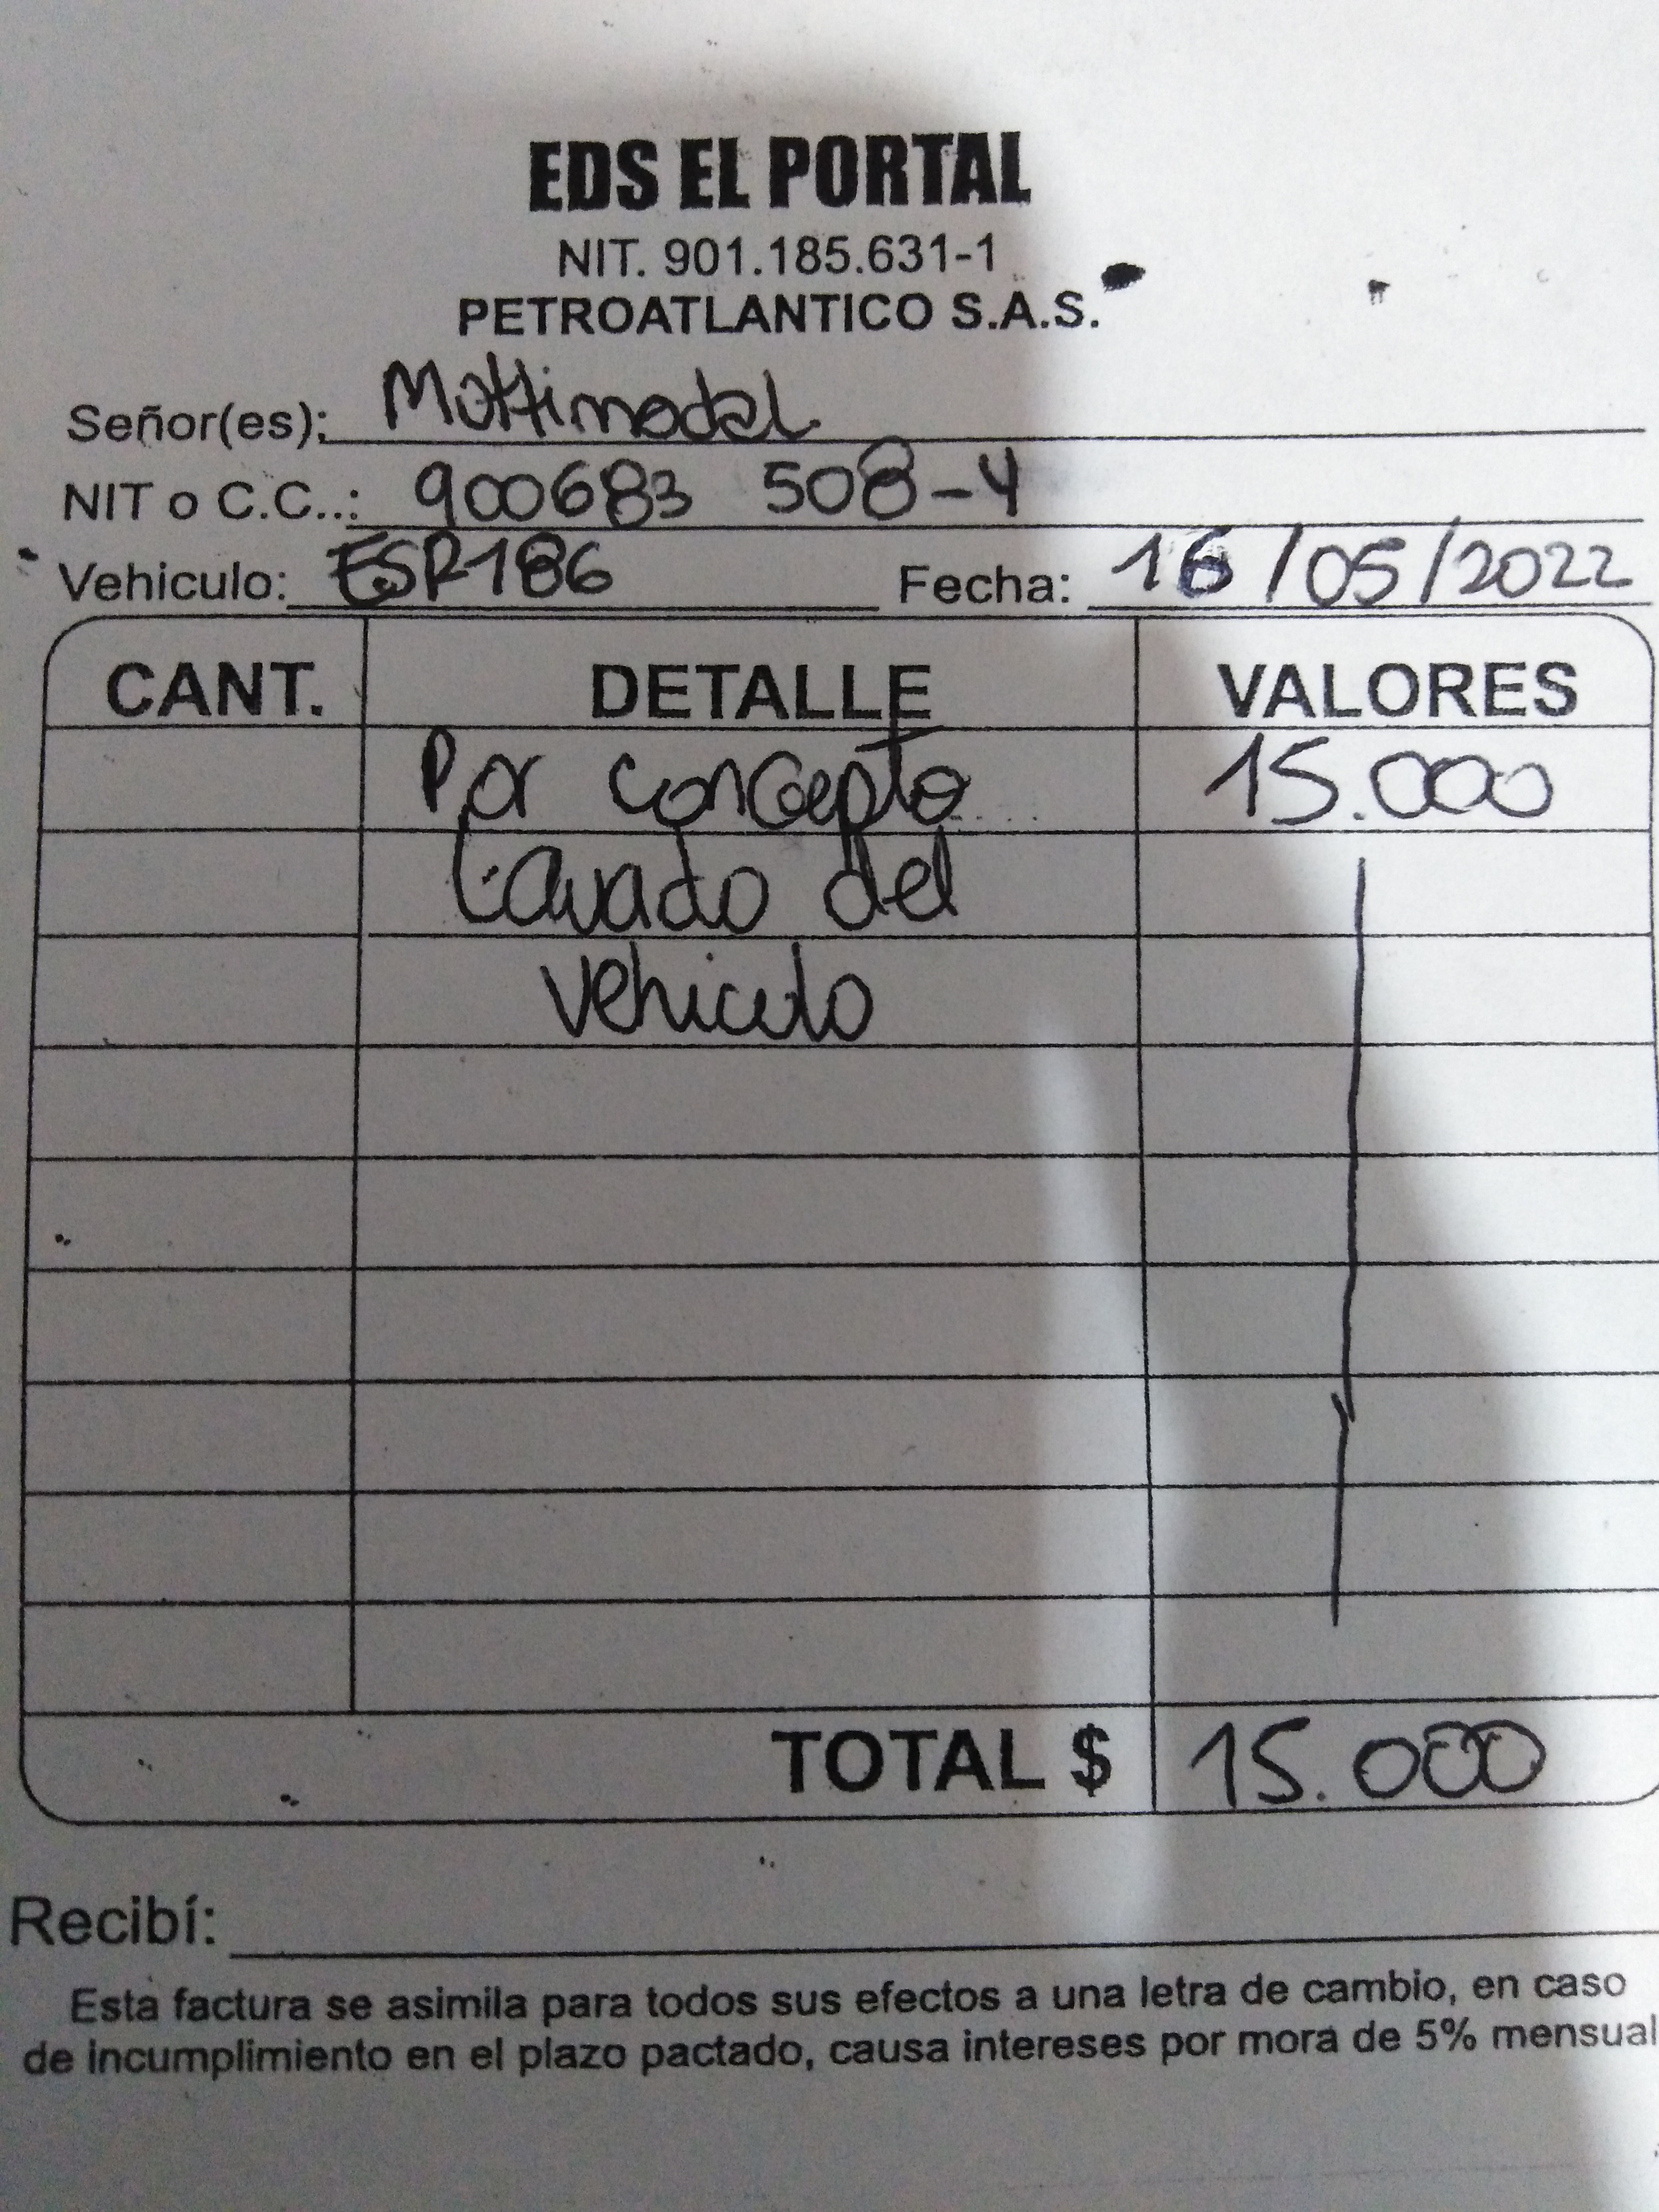 EDS EL PORTAL
NIT. 901.185.631-1
PETROATLANTICO S.A.S.
Señor(es): Multimodal
NIT o C.C..: 900683 508-4
Vehiculo: ESR186 Fecha: 16/05/2022
CANT. DETALLE VALORES
Por concepto 15.000
Lavado del
vehiculo
TOTAL $ 15.000
Recibí:
Esta factura se asimila para todos sus efectos a una letra de cambio, en caso
de incumplimiento en el plazo pactado, causa intereses por mora de 5% mensual